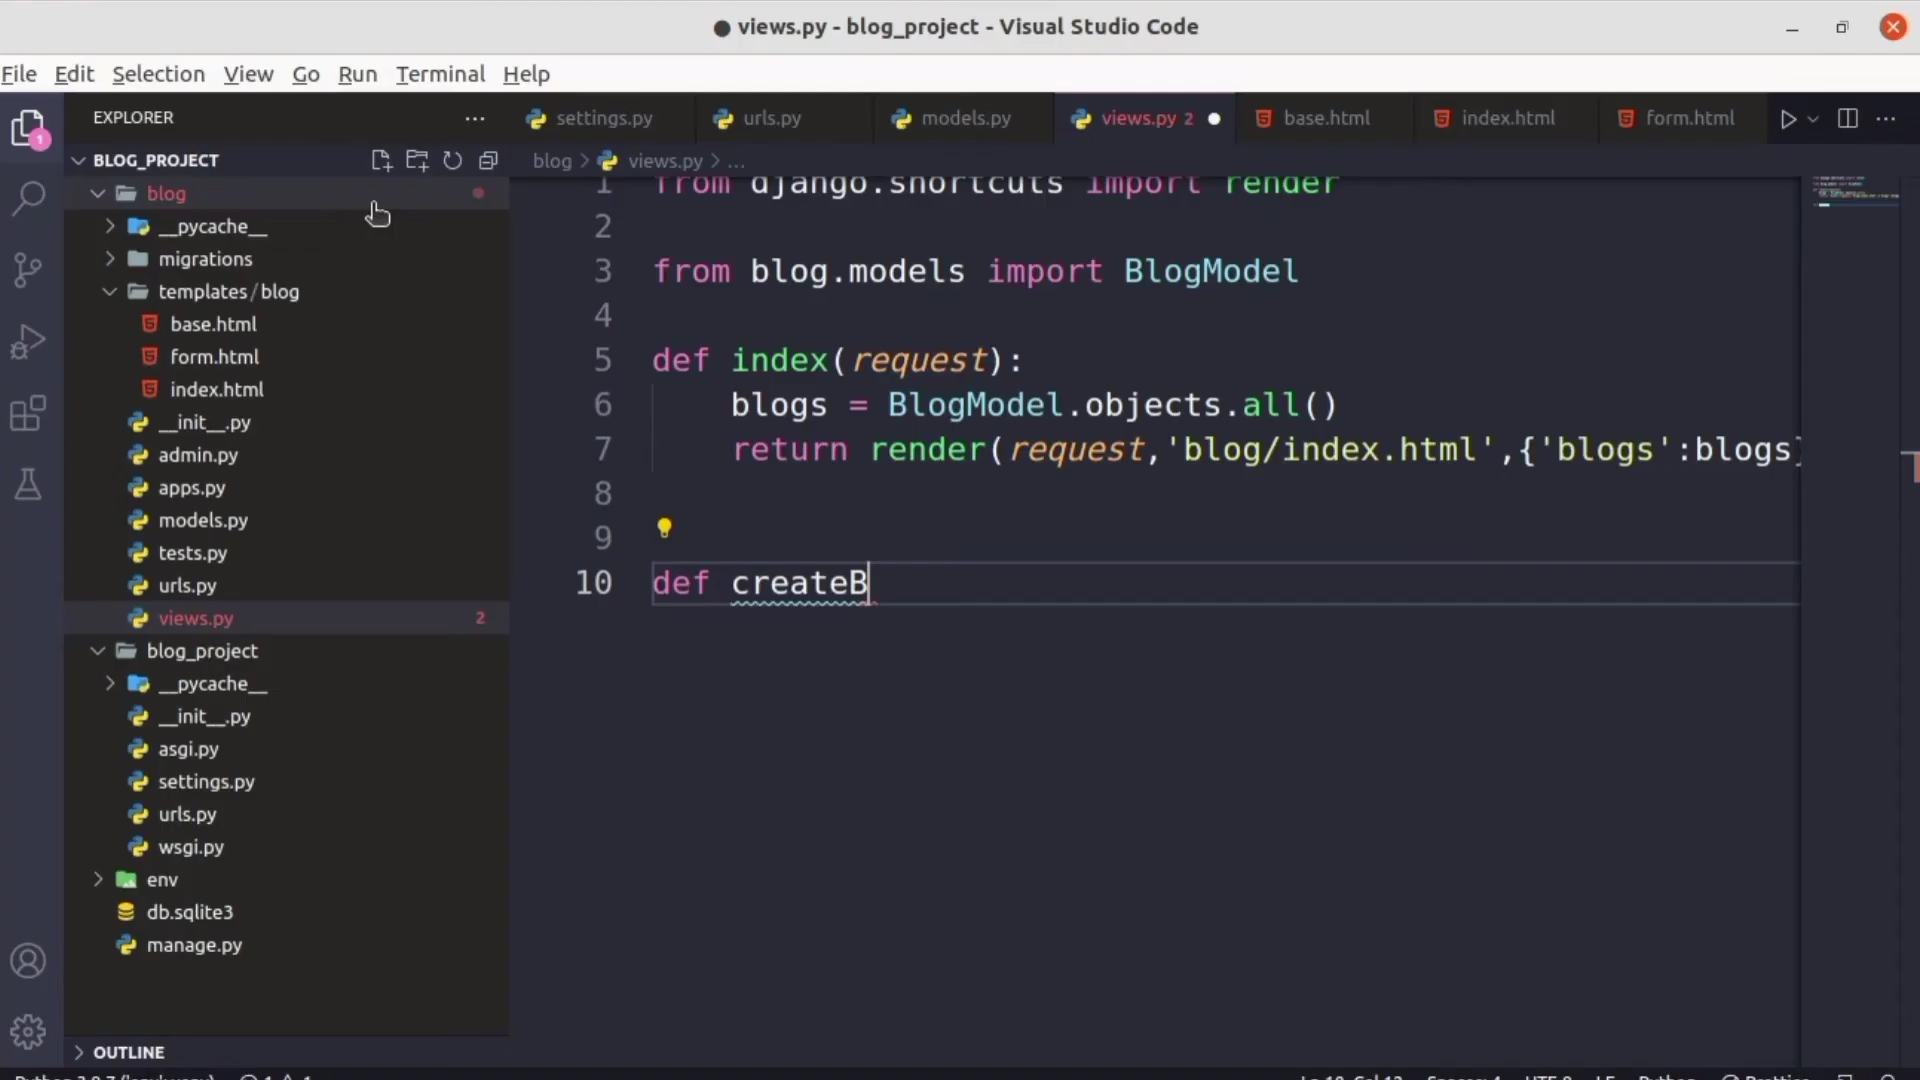 views.py - blog_project - Visual Studio Code
File Edit Selection View Go Run Terminal Help
EXPLORER
settings.py urls.py models.py views.py 2 base.html index.html form.html
BLOG_PROJECT
blog views.py ...
1
blog
__pycache__
migrations
templates/blog
base.html
form.html
index.html
__init__.py
admin.py
apps.py
models.py
tests.py
urls.py
views.py 2
blog_project
__pycache__
__init__.py
asgi.py
settings.py
urls.py
wsgi.py
env
db.sqlite3
manage.py
OUTLINE
1 from django.shortcuts import render
2
3 from blog.models import BlogModel
4
5 def index(request):
6 blogs = BlogModel.objects.all()
7 return render(request,'blog/index.html',{'blogs':blogs}
8
9
10 def createB